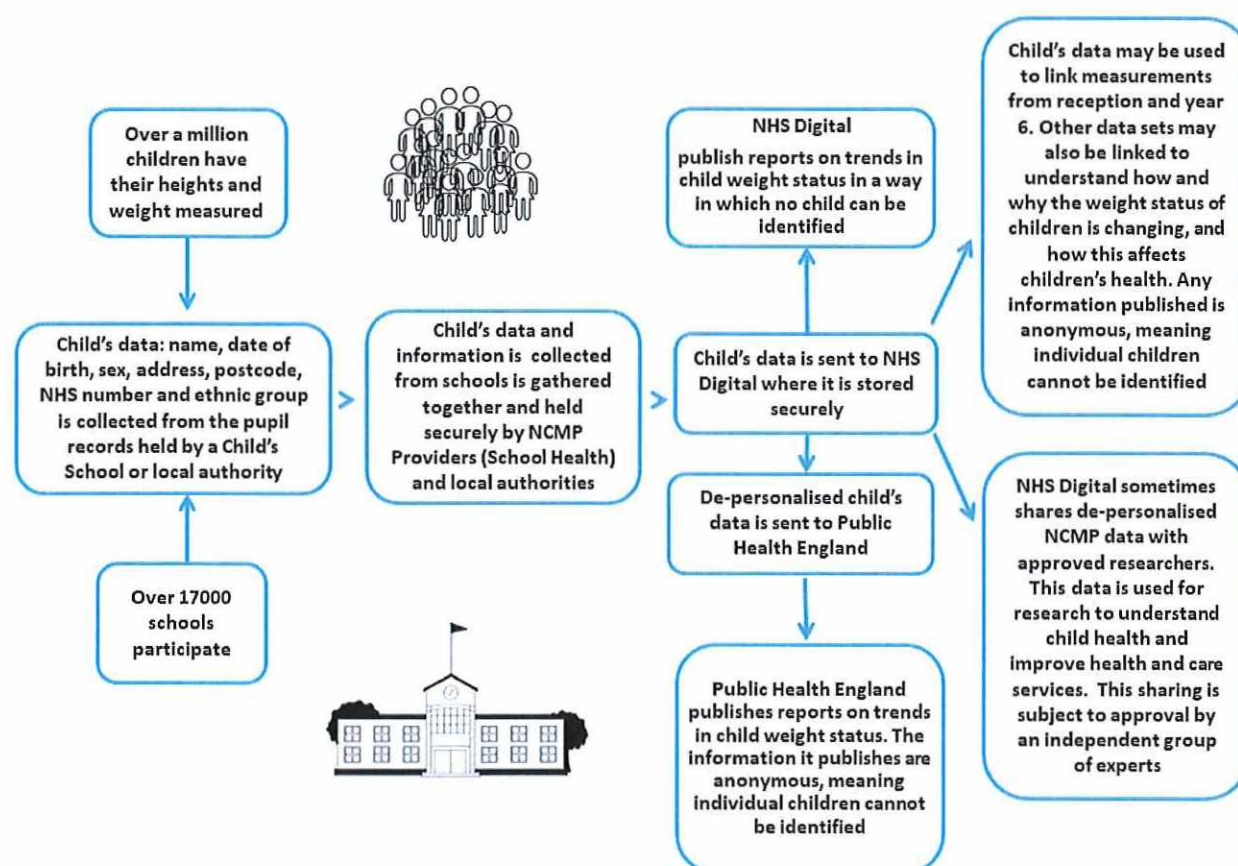 Over a million
children have
their heights and
weight measured
Child's data: name, date of
birth, sex, address, postcode,
NHS number and ethnic group
is collected from the pupil
records held by a Child's
School or local authority
Over 17000
schools
participate
Child's data and
information is collected
from schools is gathered
together and held
securely by NCMP
Providers (School Health)
and local authorities
NHS Digital
publish reports on trends in
child weight status in a way
in which no child can be
identified
Child's data is sent to NHS
Digital where it is stored
securely
De-personalised child's
data is sent to Public
Health England
Public Health England
publishes reports on trends
in child weight status. The
information it publishes are
anonymous, meaning
individual children cannot
be identified
Child's data may be used
to link measurements
from reception and year
6. Other data sets may
also be linked to
understand how and
why the weight status of
children is changing, and
how this affects
children's health. Any
information published is
anonymous, meaning
individual children
cannot be identified
NHS Digital sometimes
shares de-personalised
NCMP data with
approved researchers.
This data is used for
research to understand
child health and
improve health and care
services. This sharing is
subject to approval by
an independent group
of experts